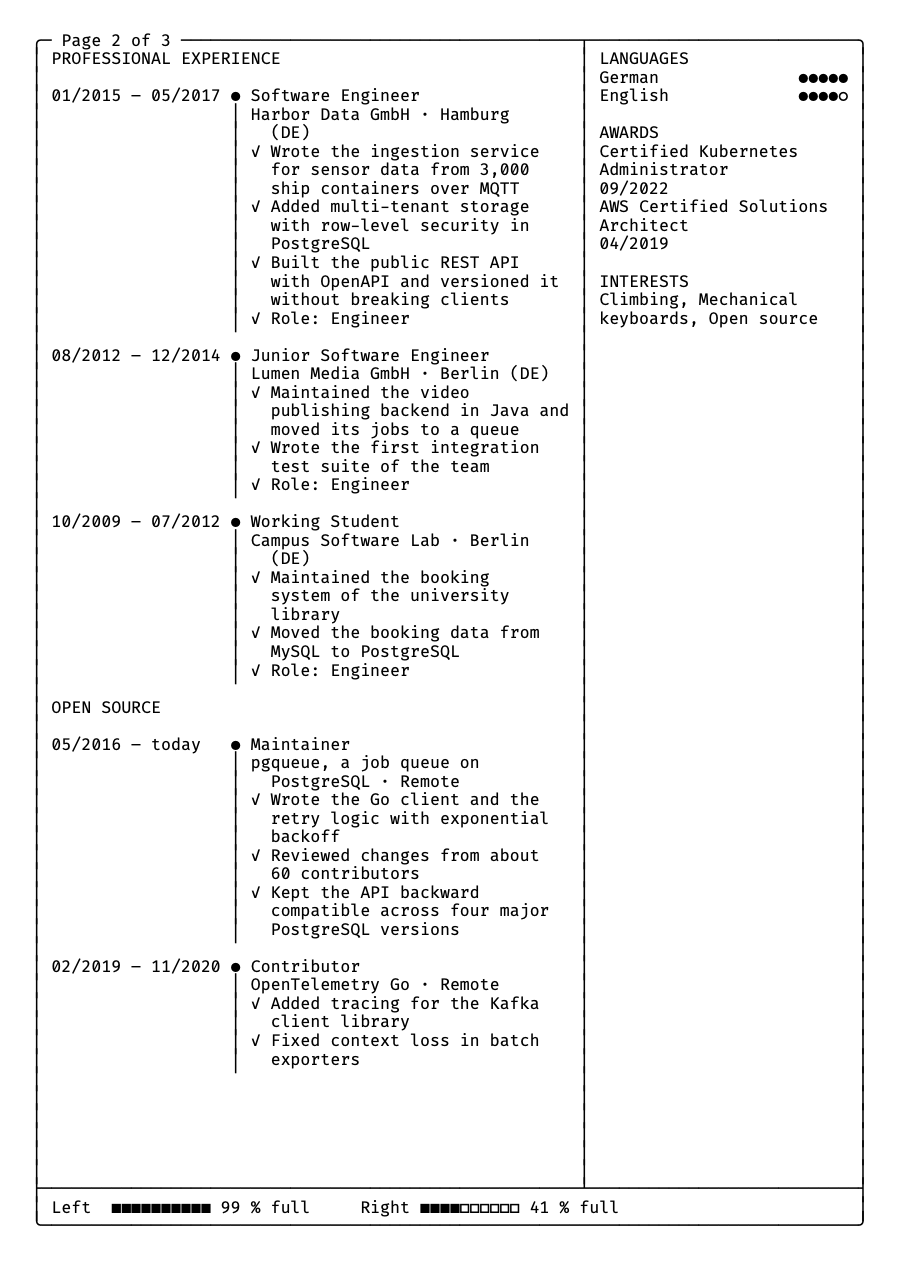 Page 2 of 3
PROFESSIONAL EXPERIENCE
01/2015 – 05/2017 ● Software Engineer
Harbor Data GmbH · Hamburg
(DE)
✓ Wrote the ingestion service
for sensor data from 3,000
ship containers over MQTT
✓ Added multi-tenant storage
with row-level security in
PostgreSQL
✓ Built the public REST API
with OpenAPI and versioned it
without breaking clients
✓ Role: Engineer
08/2012 – 12/2014 ● Junior Software Engineer
Lumen Media GmbH · Berlin (DE)
✓ Maintained the video
publishing backend in Java and
moved its jobs to a queue
✓ Wrote the first integration
test suite of the team
✓ Role: Engineer
10/2009 – 07/2012 ● Working Student
Campus Software Lab · Berlin
(DE)
✓ Maintained the booking
system of the university
library
✓ Moved the booking data from
MySQL to PostgreSQL
✓ Role: Engineer
OPEN SOURCE
05/2016 – today ● Maintainer
pgqueue, a job queue on
PostgreSQL · Remote
✓ Wrote the Go client and the
retry logic with exponential
backoff
✓ Reviewed changes from about
60 contributors
✓ Kept the API backward
compatible across four major
PostgreSQL versions
02/2019 – 11/2020 ● Contributor
OpenTelemetry Go · Remote
✓ Added tracing for the Kafka
client library
✓ Fixed context loss in batch
exporters
LANGUAGES
German ●●●●●
English ●●●●○
AWARDS
Certified Kubernetes
Administrator
09/2022
AWS Certified Solutions
Architect
04/2019
INTERESTS
Climbing, Mechanical
keyboards, Open source
Left ■■■■■■■■■■ 99 % full Right ■■■■□□□□□□ 41 % full